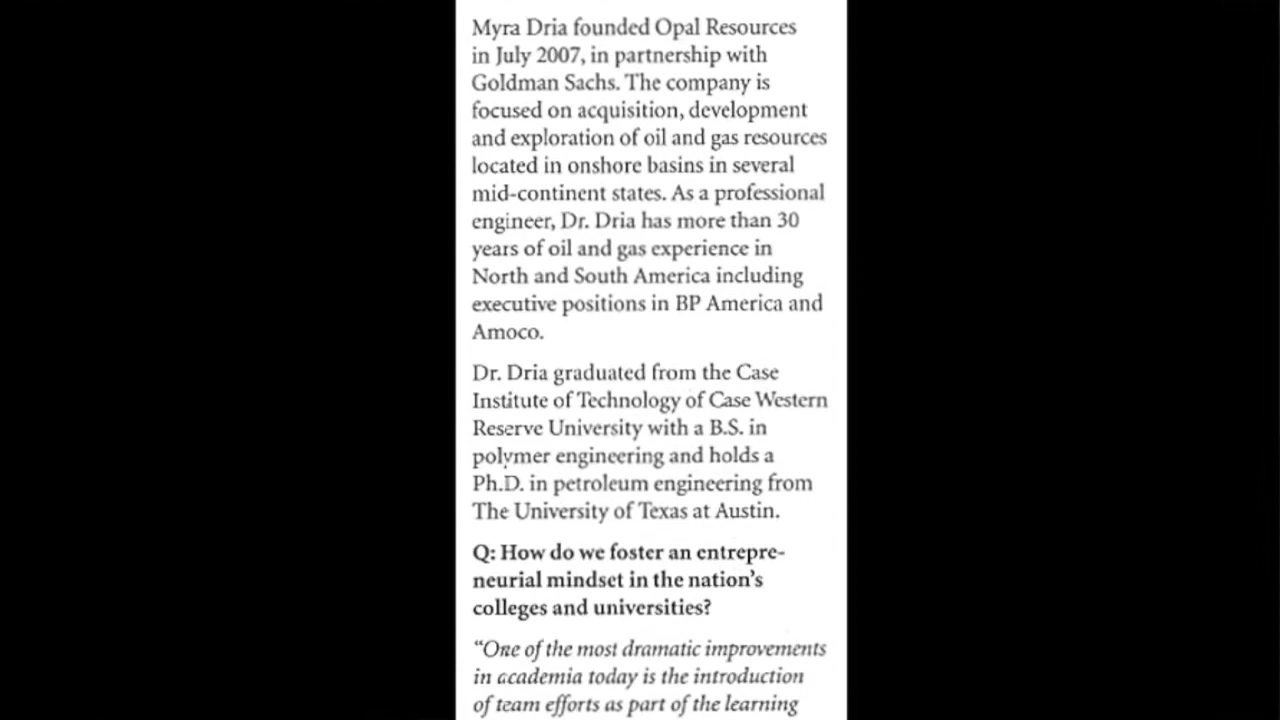 Myra Dria founded Opal Resources
in July 2007, in partnership with
Goldman Sachs. The company is
focused on acquisition, development
and exploration of oil and gas resources
located in onshore basins in several
mid-continent states. As a professional
engineer, Dr. Dria has more than 30
years of oil and gas experience in
North and South America including
executive positions in BP America and
Amoco.
Dr. Dria graduated from the Case
Institute of Technology of Case Western
Reserve University with a B.S. in
polymer engineering and holds a
Ph.D. in petroleum engineering from
The University of Texas at Austin.
Q: How do we foster an entrepre-
neurial mindset in the nation's
colleges and universities?
“One of the most dramatic improvements
in academia today is the introduction
of team efforts as part of the learning